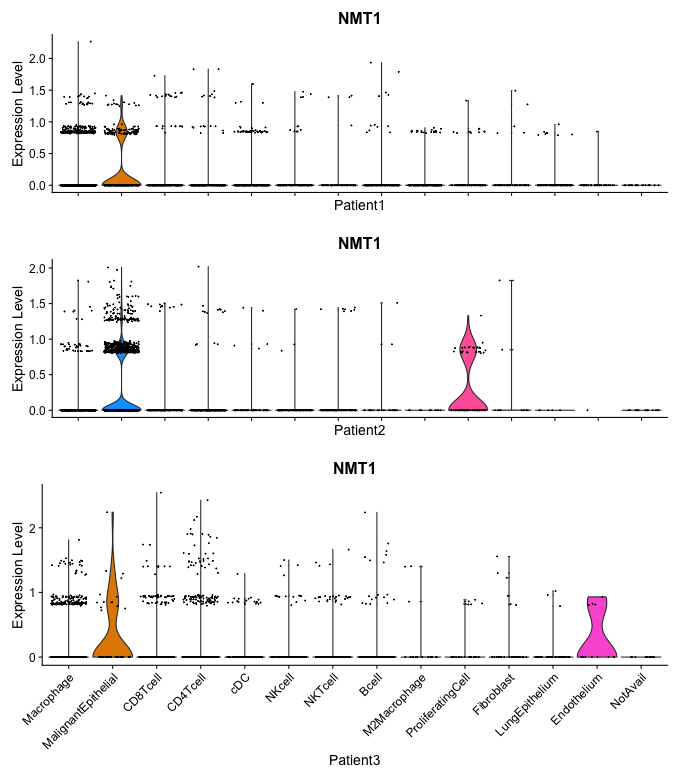 NMT1
Expression Level
2.0
1.5
1.0
0.5
0.0
Patient1
NMT1
Expression Level
2.0
1.5
1.0
0.5
0.0
Patient2
NMT1
Expression Level
2
1
0
Macrophage
MalignantEpithelial
CD8Tcell
CD4Tcell
cDC
NKcell
NKTcell
Bcell
M2Macrophage
ProliferatingCell
Fibroblast
LungEpithelium
Endothelium
NotAvail
Patient3